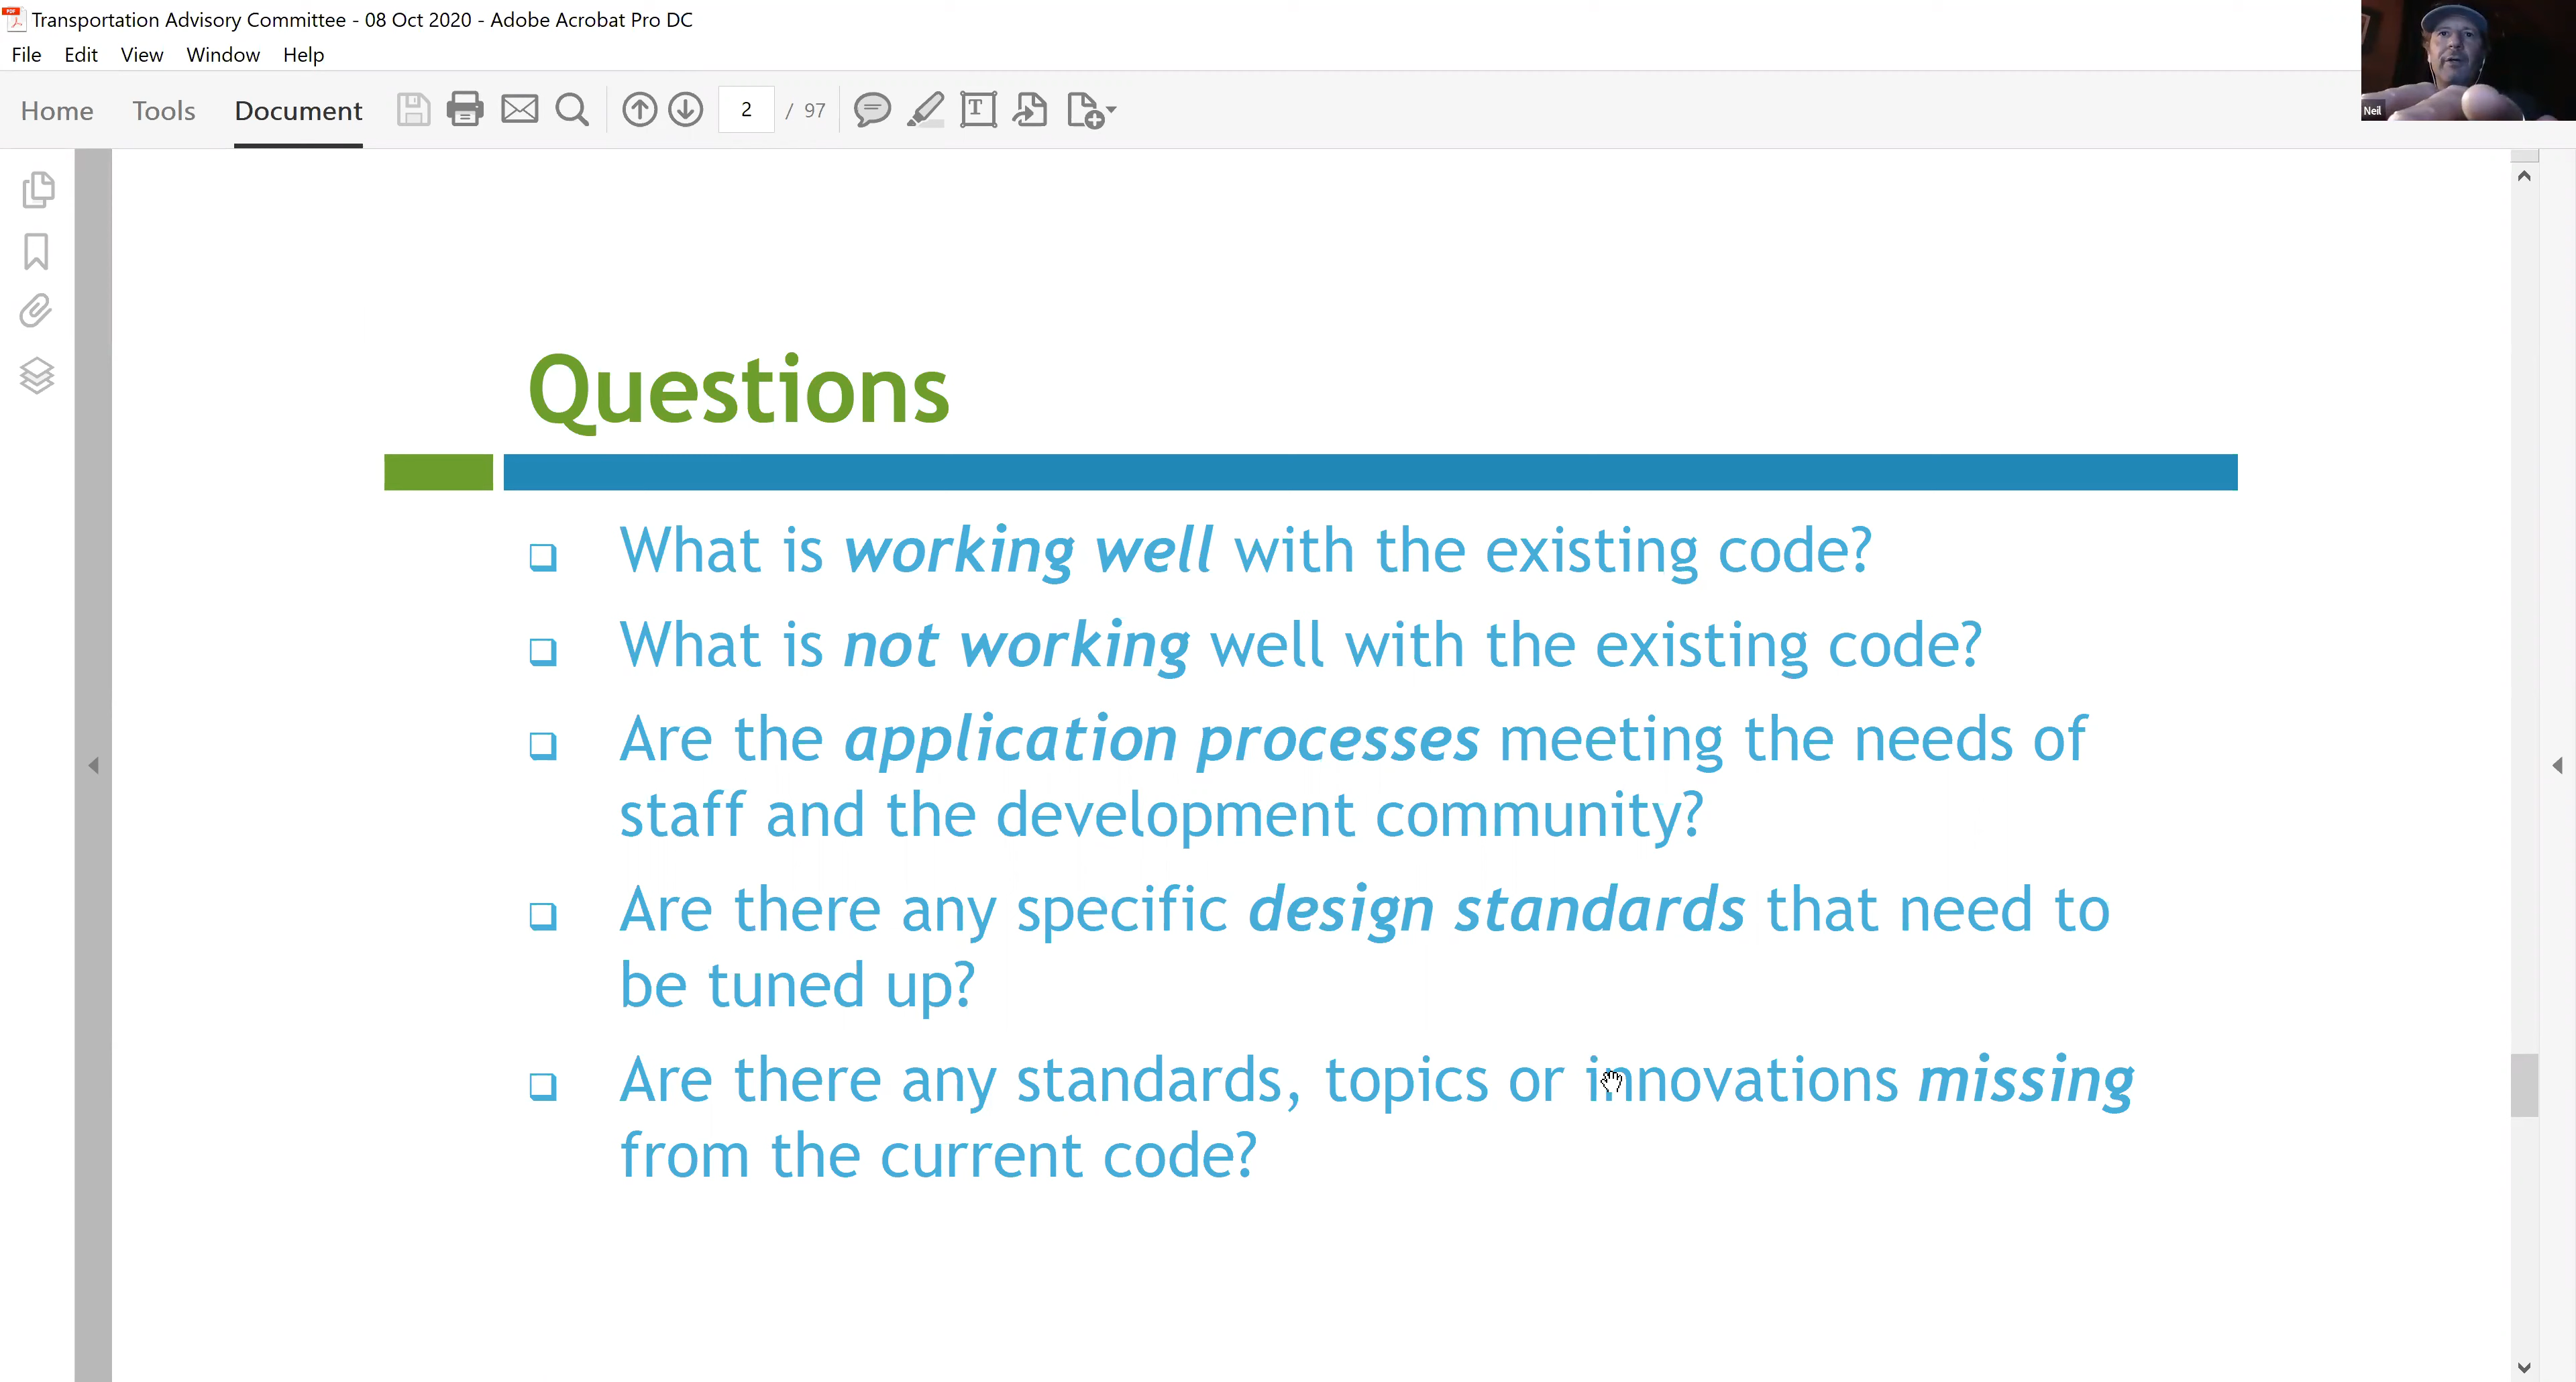 Transportation Advisory Committee - 08 Oct 2020 - Adobe Acrobat Pro DC
File Edit View Window Help
Home Tools Document 2 / 97
Neil
Questions
What is working well with the existing code?
What is not working well with the existing code?
Are the application processes meeting the needs of
staff and the development community?
Are there any specific design standards that need to
be tuned up?
Are there any standards, topics or innovations missing
from the current code?